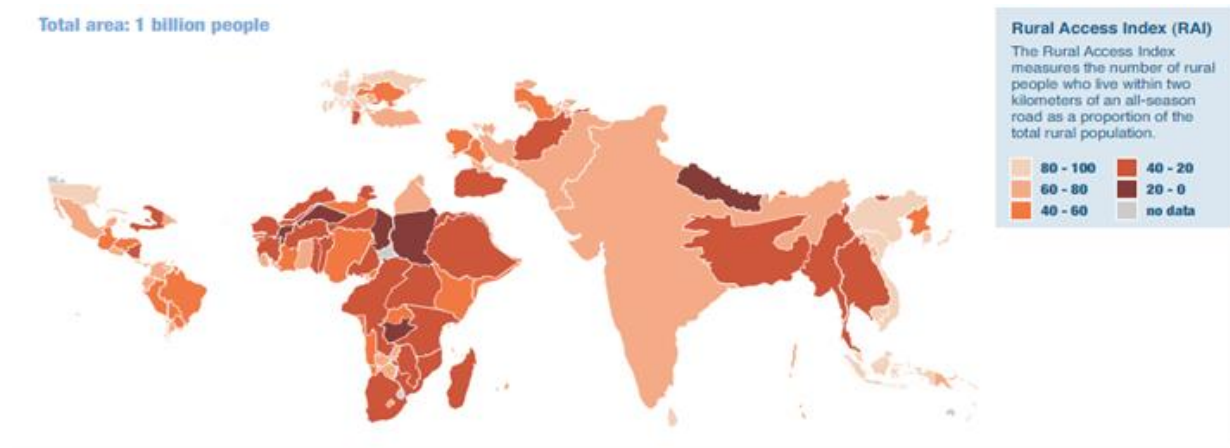 Total area: 1 billion people
Rural Access Index (RAI)
The Rural Access Index
measures the number of rural
people who live within two
kilometers of an all-season
road as a proportion of the
total rural population.
80 - 100
40 - 20
60 - 80
20 - 0
40 - 60
no data